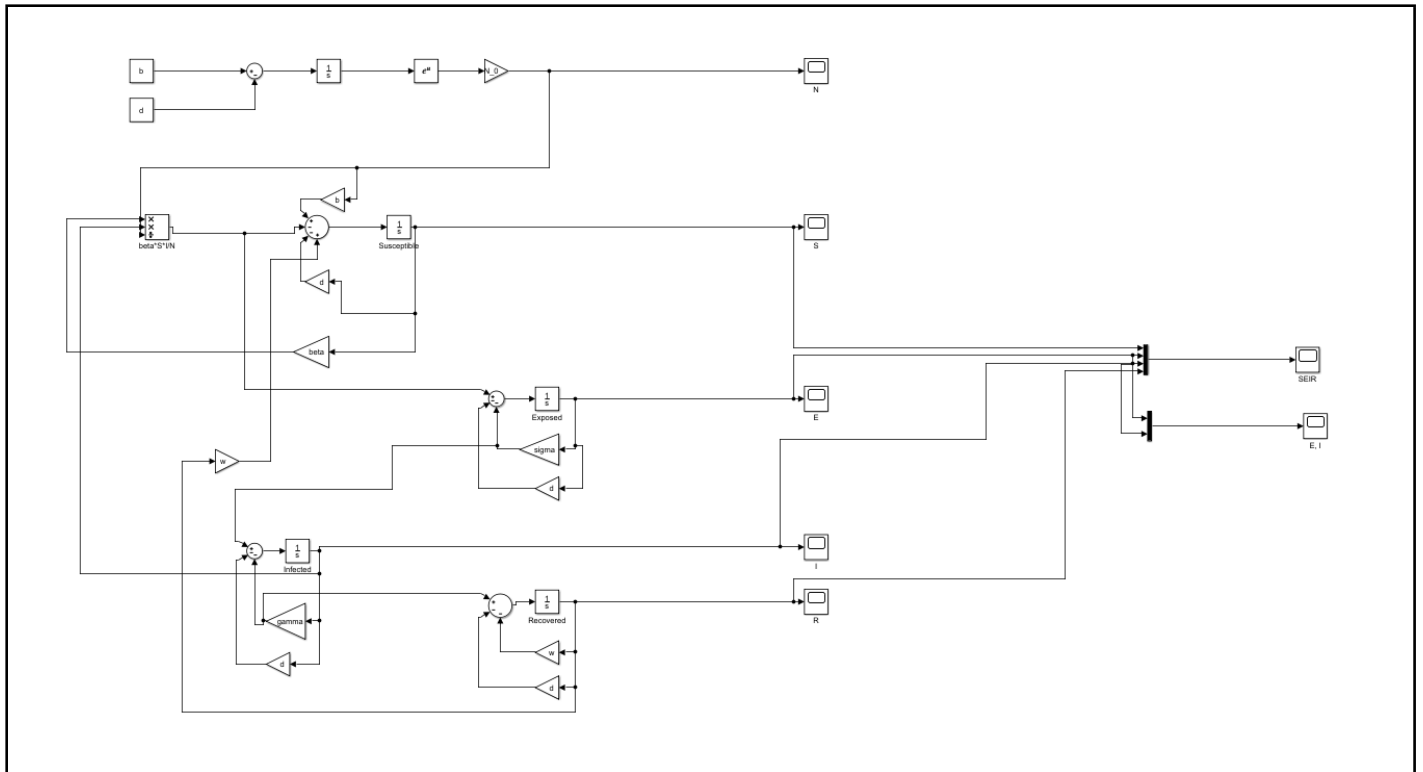 b
+
-
1
s
e^u
N_0
N
d
b
×
×
÷
beta*S*I/N
+
-
-
+
1
s
Susceptible
S
d
beta
SEIR
+
-
-
1
s
Exposed
E
E, I
sigma
w
d
+
-
-
1
s
Infected
I
+
-
-
1
s
Recovered
R
gamma
w
d
d